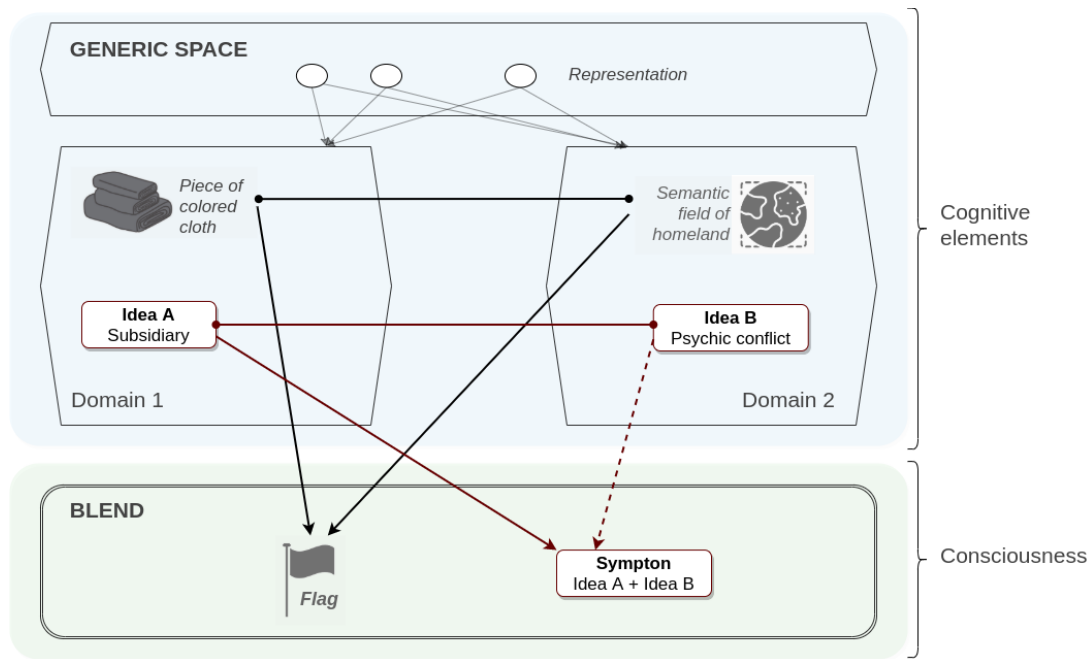 GENERIC SPACE
Representation
Piece of
colored
cloth
Semantic
field of
homeland
Idea A
Subsidiary
Idea B
Psychic conflict
Domain 1
Domain 2
Cognitive
elements
BLEND
Flag
Sympton
Idea A + Idea B
Consciousness